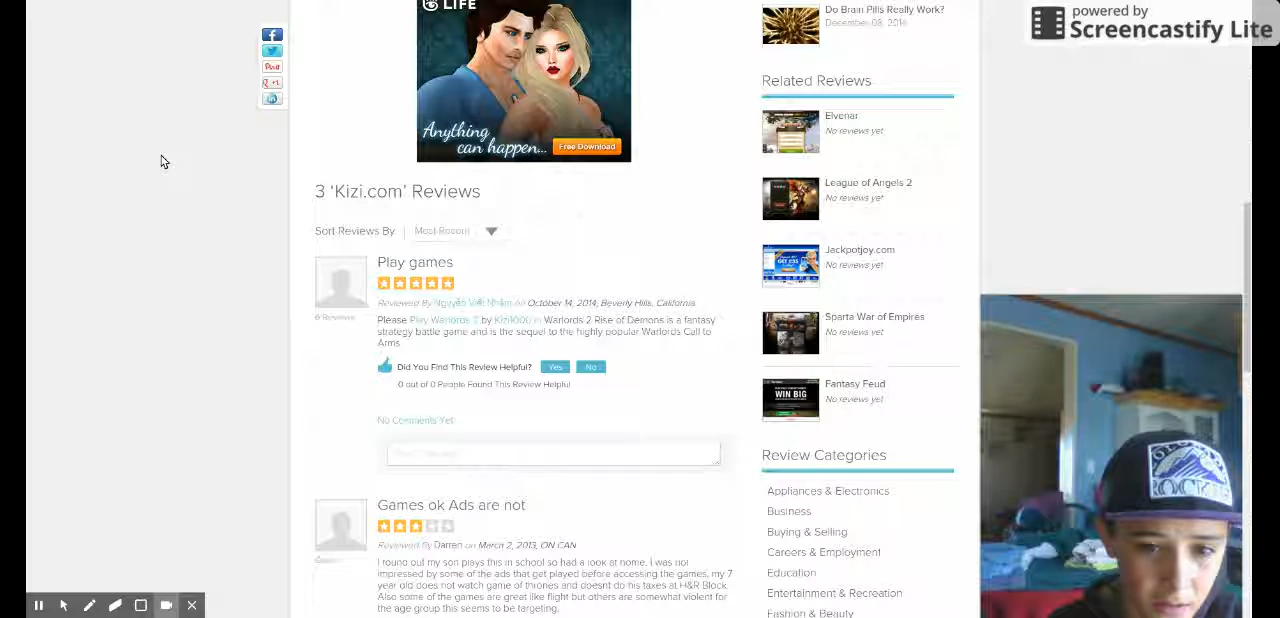 powered by
Screencastify Lite
LIFE
Anything
can happen...
Free Download
3 ‘Kizi.com’ Reviews
Sort Reviews By
Most Recent
Play games
Reviewed By Nguyễn Viết Nhâm on October 14, 2014, Beverly Hills, California
6 Reviews
Please Play Warlords 2 by Kizi1000 in Warlords 2 Rise of Demons is a fantasy
strategy battle game and is the sequel to the highly popular Warlords Call to
Arms
Did You Find This Review Helpful?
Yes
No
0 out of 0 People Found This Review Helpful
No Comments Yet
Games ok Ads are not
Reviewed By Darren on March 2, 2013, ON CAN
I found out my son plays this in school so had a look at home. I was not
impressed by some of the ads that get played before accessing the games, my 7
year old does not watch game of thrones and doesnt do his taxes at H&R Block
Also some of the games are great like flight but others are somewhat violent for
the age group this seems to be targeting.
Do Brain Pills Really Work?
December 08, 2014
Related Reviews
Elvenar
No reviews yet
League of Angels 2
No reviews yet
Jackpotjoy.com
No reviews yet
Sparta War of Empires
No reviews yet
Fantasy Feud
No reviews yet
WIN BIG
Review Categories
Appliances & Electronics
Business
Buying & Selling
Careers & Employment
Education
Entertainment & Recreation
Fashion & Beauty